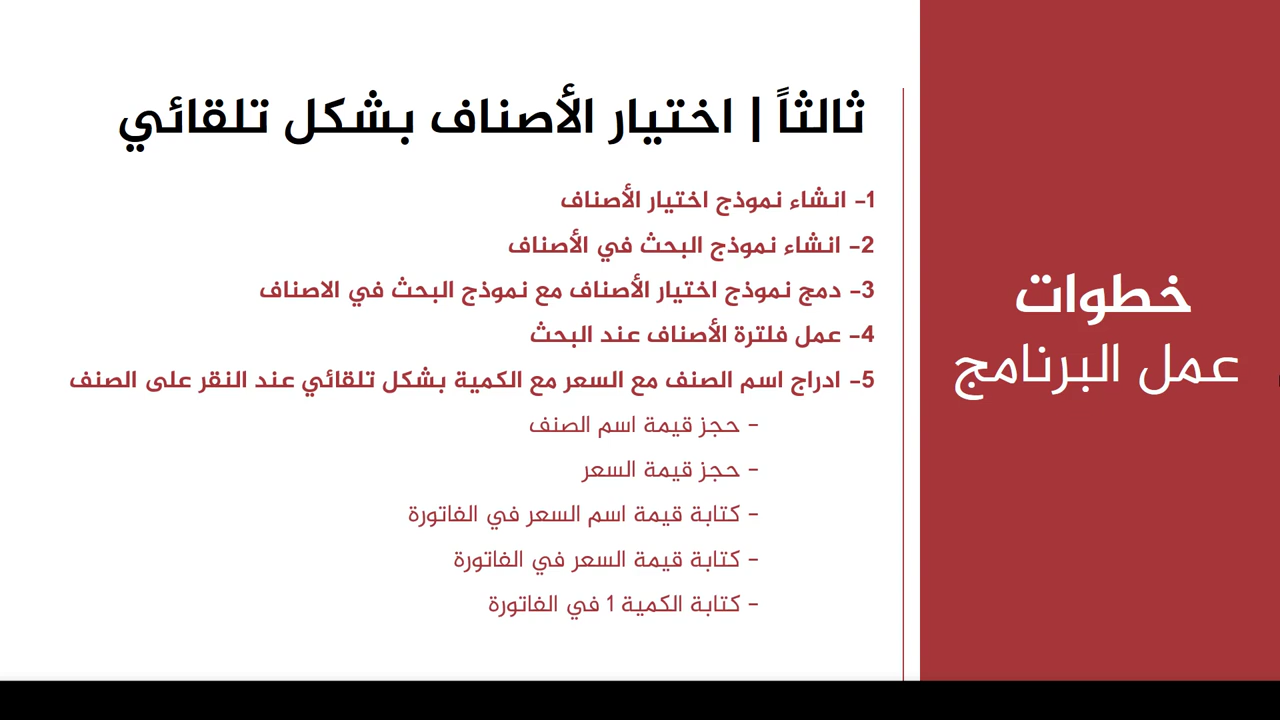 خطوات
عمل البرنامج
ثالثاً | اختيار الأصناف بشكل تلقائي
1- انشاء نموذج اختيار الأصناف
2- انشاء نموذج البحث في الأصناف
3- دمج نموذج اختيار الأصناف مع نموذج البحث في الاصناف
4- عمل فلترة الأصناف عند البحث
5- ادراج اسم الصنف مع السعر مع الكمية بشكل تلقائي عند النقر على الصنف
- حجز قيمة اسم الصنف
- حجز قيمة السعر
- كتابة قيمة اسم السعر في الفاتورة
- كتابة قيمة السعر في الفاتورة
- كتابة الكمية 1 في الفاتورة